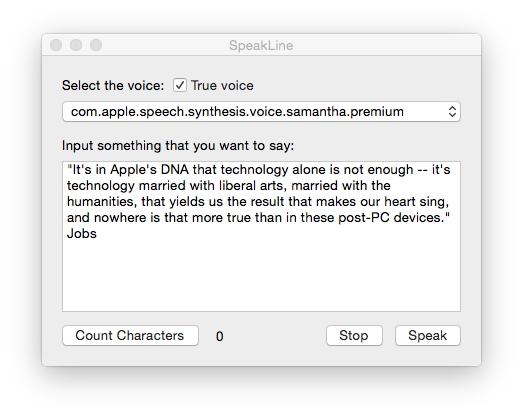 SpeakLine
Select the voice: True voice
com.apple.speech.synthesis.voice.samantha.premium
Input something that you want to say:
"It's in Apple's DNA that technology alone is not enough -- it's
technology married with liberal arts, married with the
humanities, that yields us the result that makes our heart sing,
and nowhere is that more true than in these post-PC devices."
Jobs
Count Characters 0 Stop Speak